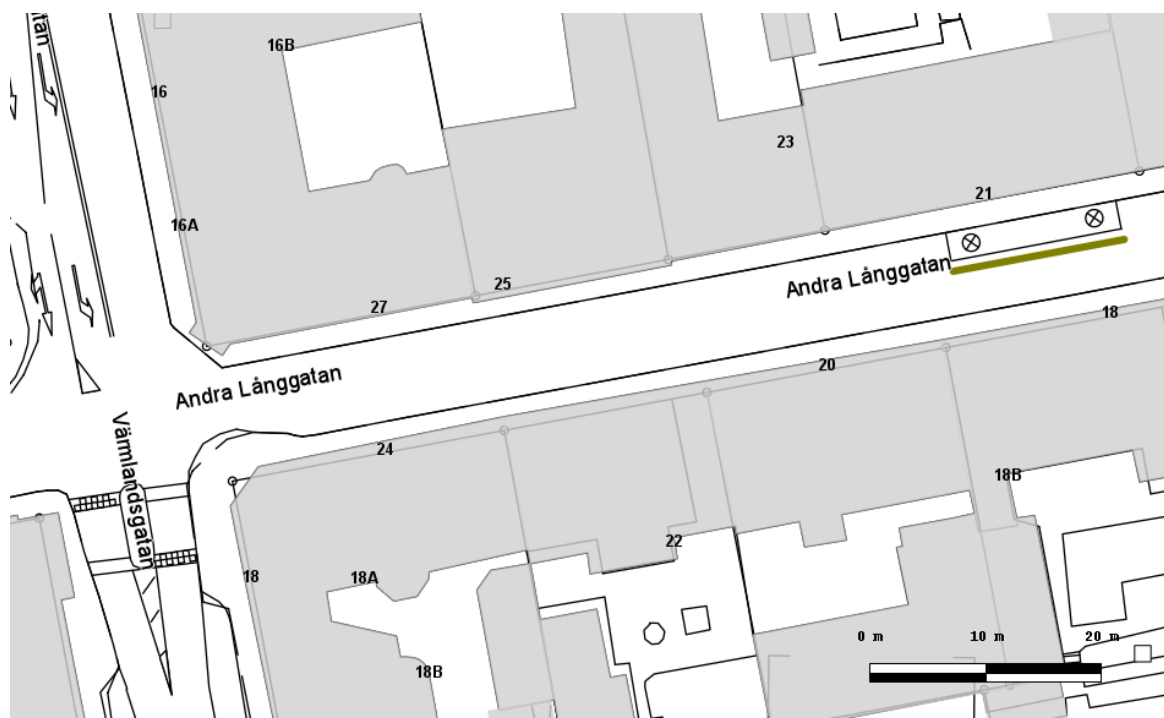 tan
16B
16
23
16A
21
25
27
Andra Långgatan
18
20
Andra Långgatan
24
Värmlandsgatan
18B
22
18
18A
0 m
10 m
20 m
18B